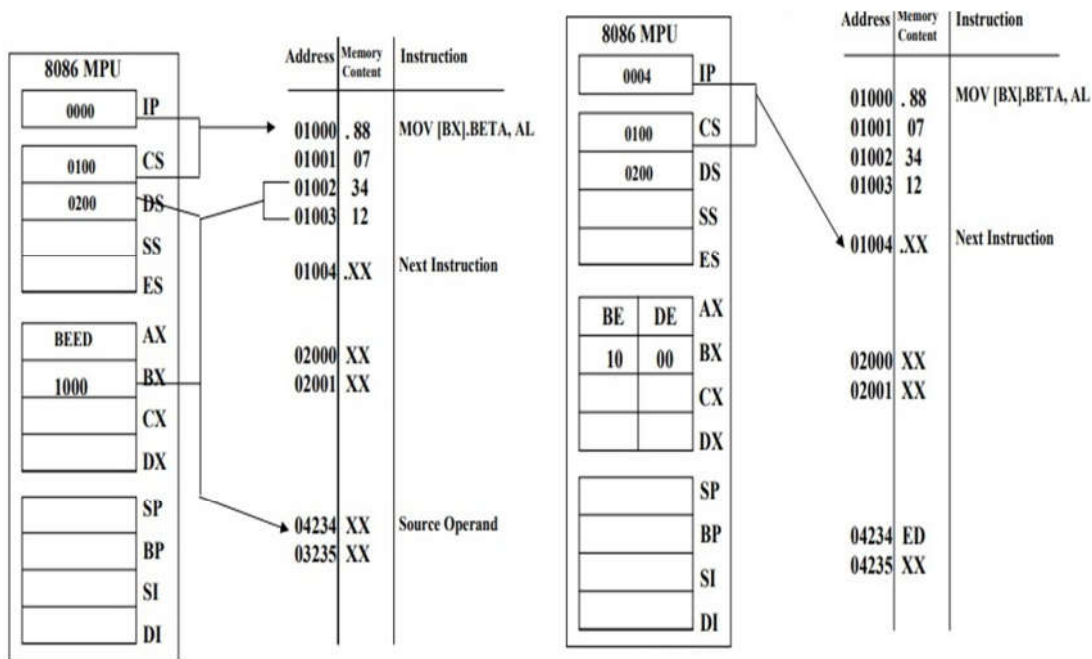 8086 MPU
0000 IP
0100 CS
0200 DS
SS
ES
BEED AX
1000 BX
CX
DX
SP
BP
SI
DI
Address Memory Content Instruction
01000 . 88 MOV [BX].BETA, AL
01001 07
01002 34
01003 12
01004 .XX Next Instruction
02000 XX
02001 XX
04234 XX Source Operand
03235 XX
8086 MPU
0004 IP
0100 CS
0200 DS
SS
ES
BE DE AX
10 00 BX
CX
DX
SP
BP
SI
DI
Address Memory Content Instruction
01000 . 88 MOV [BX].BETA, AL
01001 07
01002 34
01003 12
01004 .XX Next Instruction
02000 XX
02001 XX
04234 ED
04235 XX